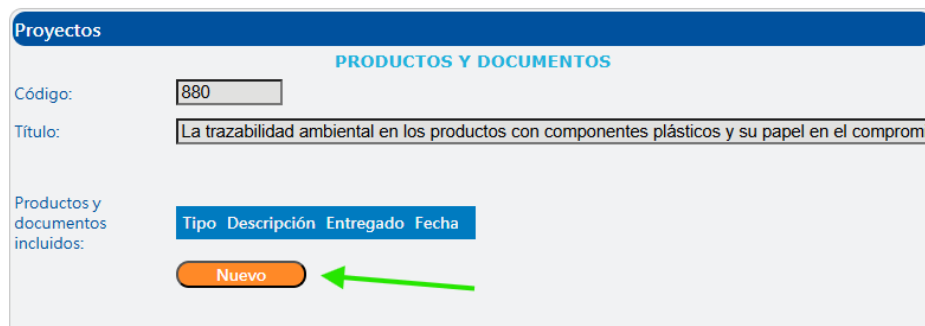 Proyectos
PRODUCTOS Y DOCUMENTOS
Código:
880
Título:
La trazabilidad ambiental en los productos con componentes plásticos y su papel en el
Productos y
documentos
incluidos:
Tipo Descripción Entregado Fecha
Nuevo